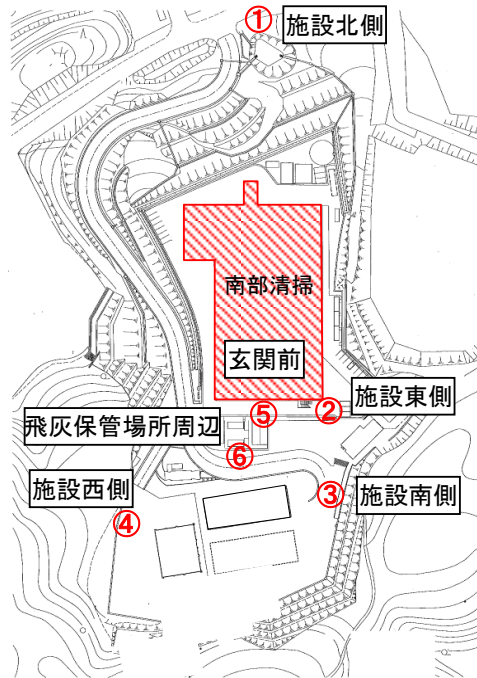 ① 施設北側
南部清掃
玄関前
⑤ ② 施設東側
飛灰保管場所周辺
⑥
施設西側
③ 施設南側
④